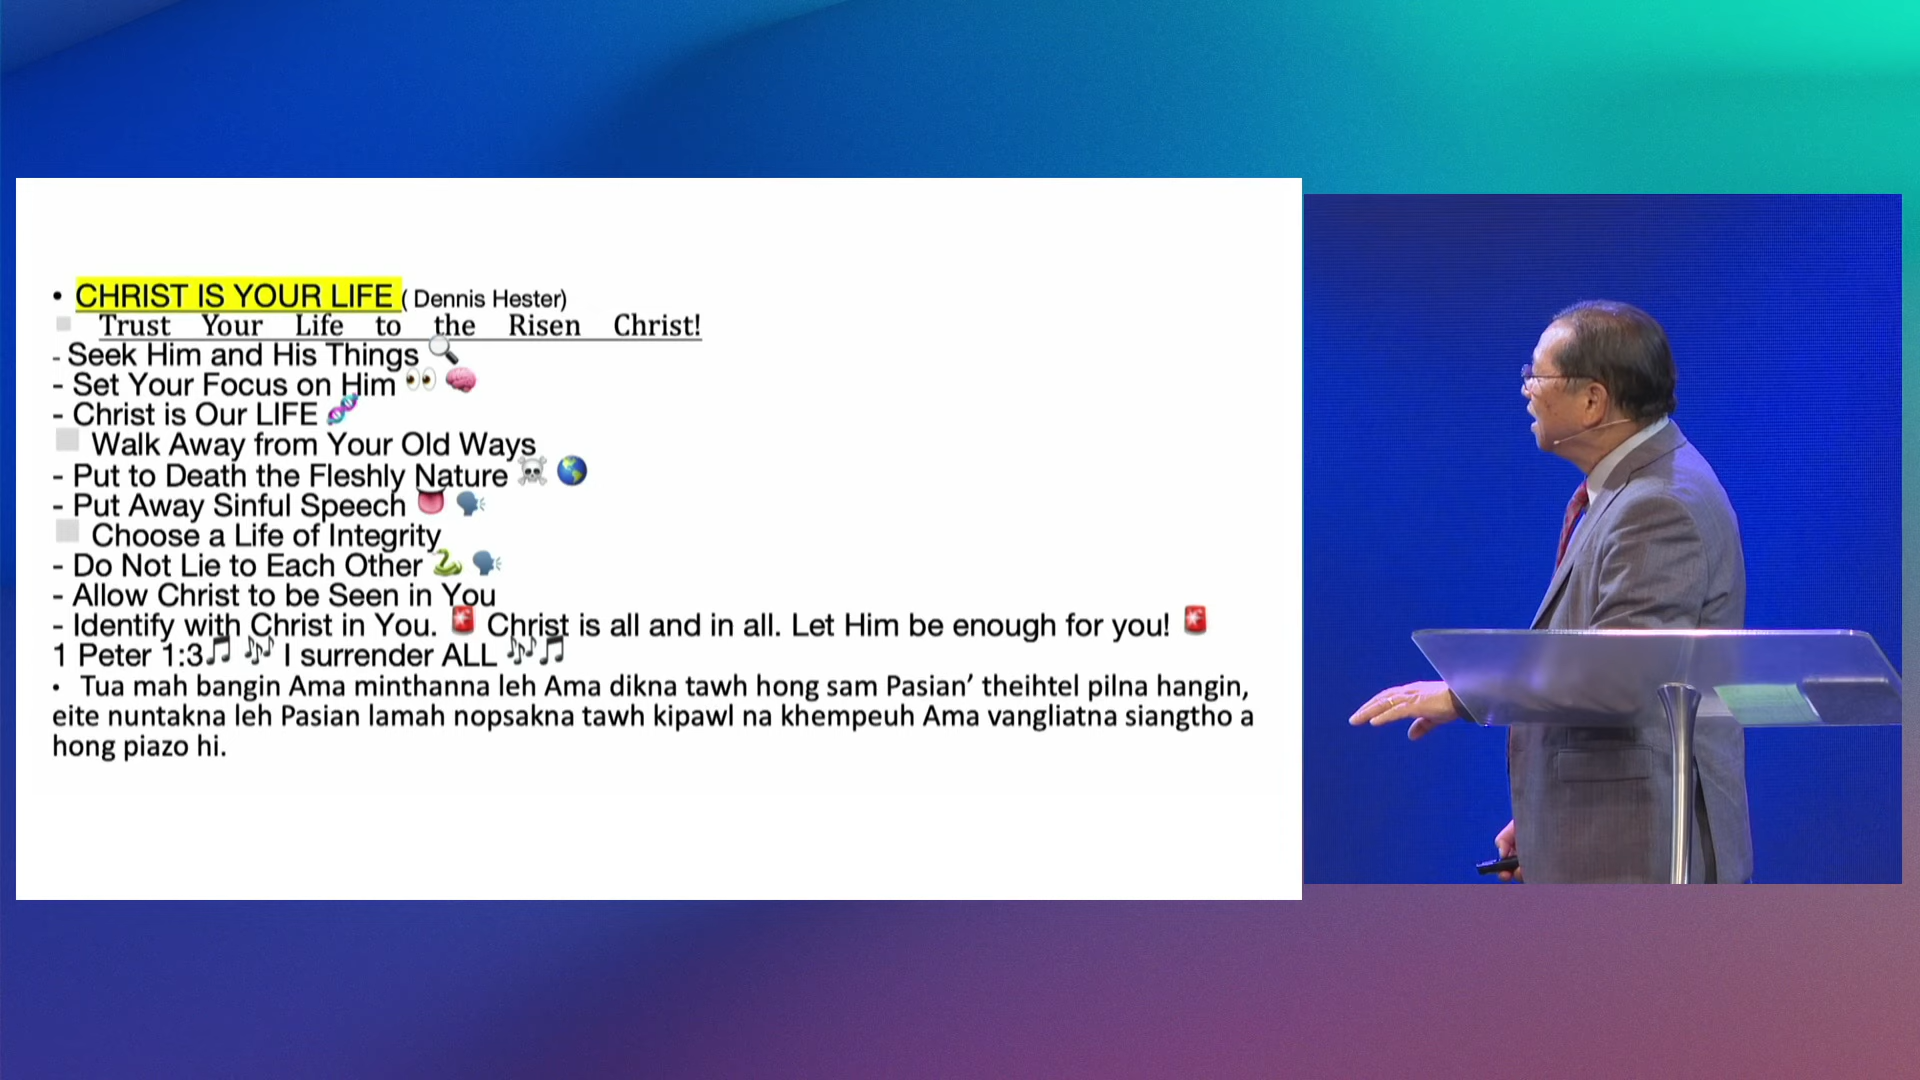 • CHRIST IS YOUR LIFE ( Dennis Hester)
Trust Your Life to the Risen Christ!
- Seek Him and His Things 🔍
- Set Your Focus on Him 👀 🧠
- Christ is Our LIFE 🧬
Walk Away from Your Old Ways
- Put to Death the Fleshly Nature ☠️ 🌎
- Put Away Sinful Speech 👅 🗣️
Choose a Life of Integrity
- Do Not Lie to Each Other 🐍 🗣️
- Allow Christ to be Seen in You
- Identify with Christ in You. 🚨 Christ is all and in all. Let Him be enough for you! 🚨
1 Peter 1:3🎵 🎶 I surrender ALL 🎶🎵
• Tua mah bangin Ama minthanna leh Ama dikna tawh hong sam Pasian’ theihtel pilna hangin,
eite nuntakna leh Pasian lamah nopsakna tawh kipawl na khempeuh Ama vangliatna siangtho a
hong piazo hi.